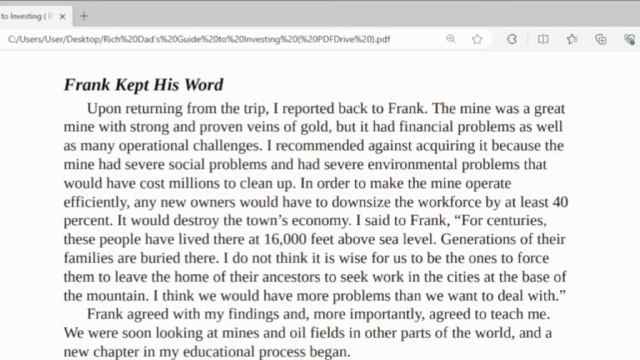 to Investing ( P
C:/Users/User/Desktop/Rich%20Dad's%20Guide%20to%20Investing%20(%20PDFDrive%20).pdf
Frank Kept His Word
Upon returning from the trip, I reported back to Frank. The mine was a great
mine with strong and proven veins of gold, but it had financial problems as well
as many operational challenges. I recommended against acquiring it because the
mine had severe social problems and had severe environmental problems that
would have cost millions to clean up. In order to make the mine operate
efficiently, any new owners would have to downsize the workforce by at least 40
percent. It would destroy the town’s economy. I said to Frank, “For centuries,
these people have lived there at 16,000 feet above sea level. Generations of their
families are buried there. I do not think it is wise for us to be the ones to force
them to leave the home of their ancestors to seek work in the cities at the base of
the mountain. I think we would have more problems than we want to deal with.”
Frank agreed with my findings and, more importantly, agreed to teach me.
We were soon looking at mines and oil fields in other parts of the world, and a
new chapter in my educational process began.